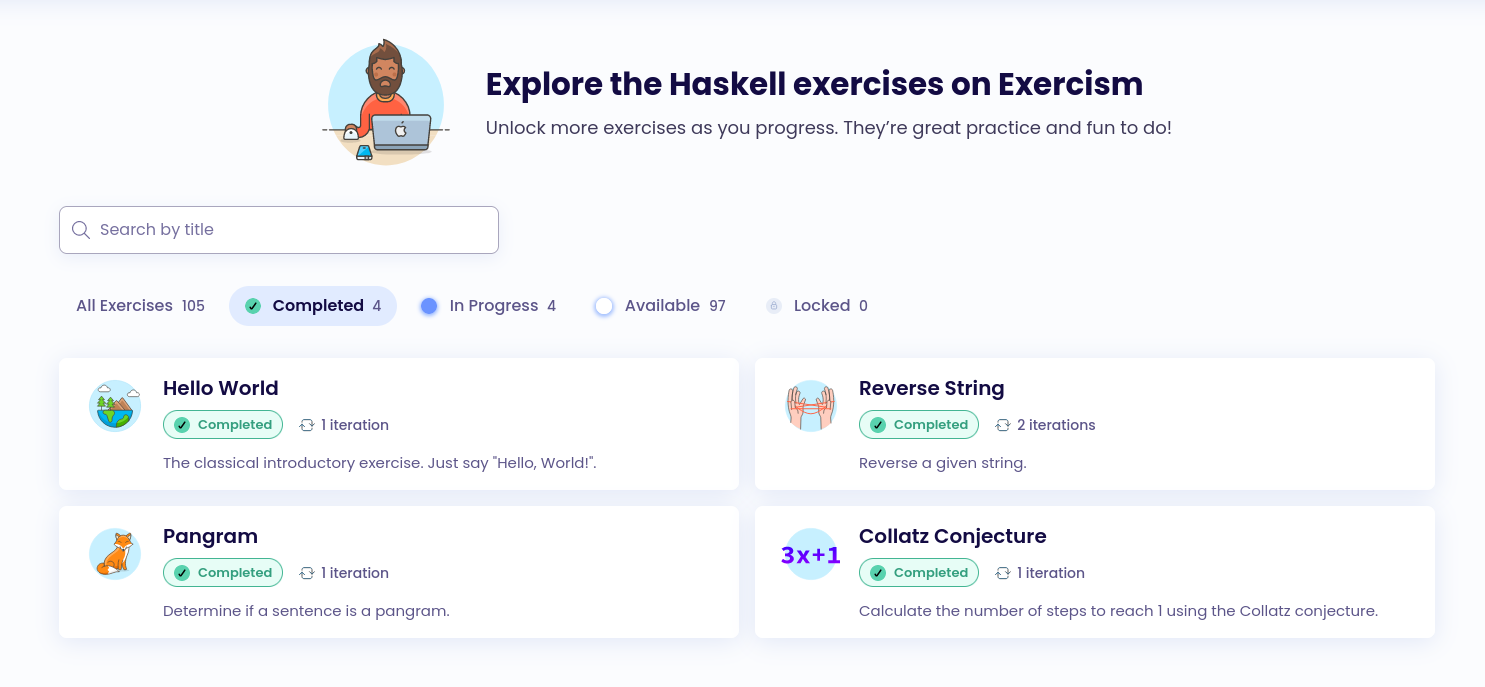 Explore the Haskell exercises on Exercism
Unlock more exercises as you progress. They’re great practice and fun to do!
Search by title
All Exercises 105 Completed 4 In Progress 4 Available 97 Locked 0
Hello World
Completed 1 iteration
The classical introductory exercise. Just say "Hello, World!".
Reverse String
Completed 2 iterations
Reverse a given string.
Pangram
Completed 1 iteration
Determine if a sentence is a pangram.
3x+1
Collatz Conjecture
Completed 1 iteration
Calculate the number of steps to reach 1 using the Collatz conjecture.